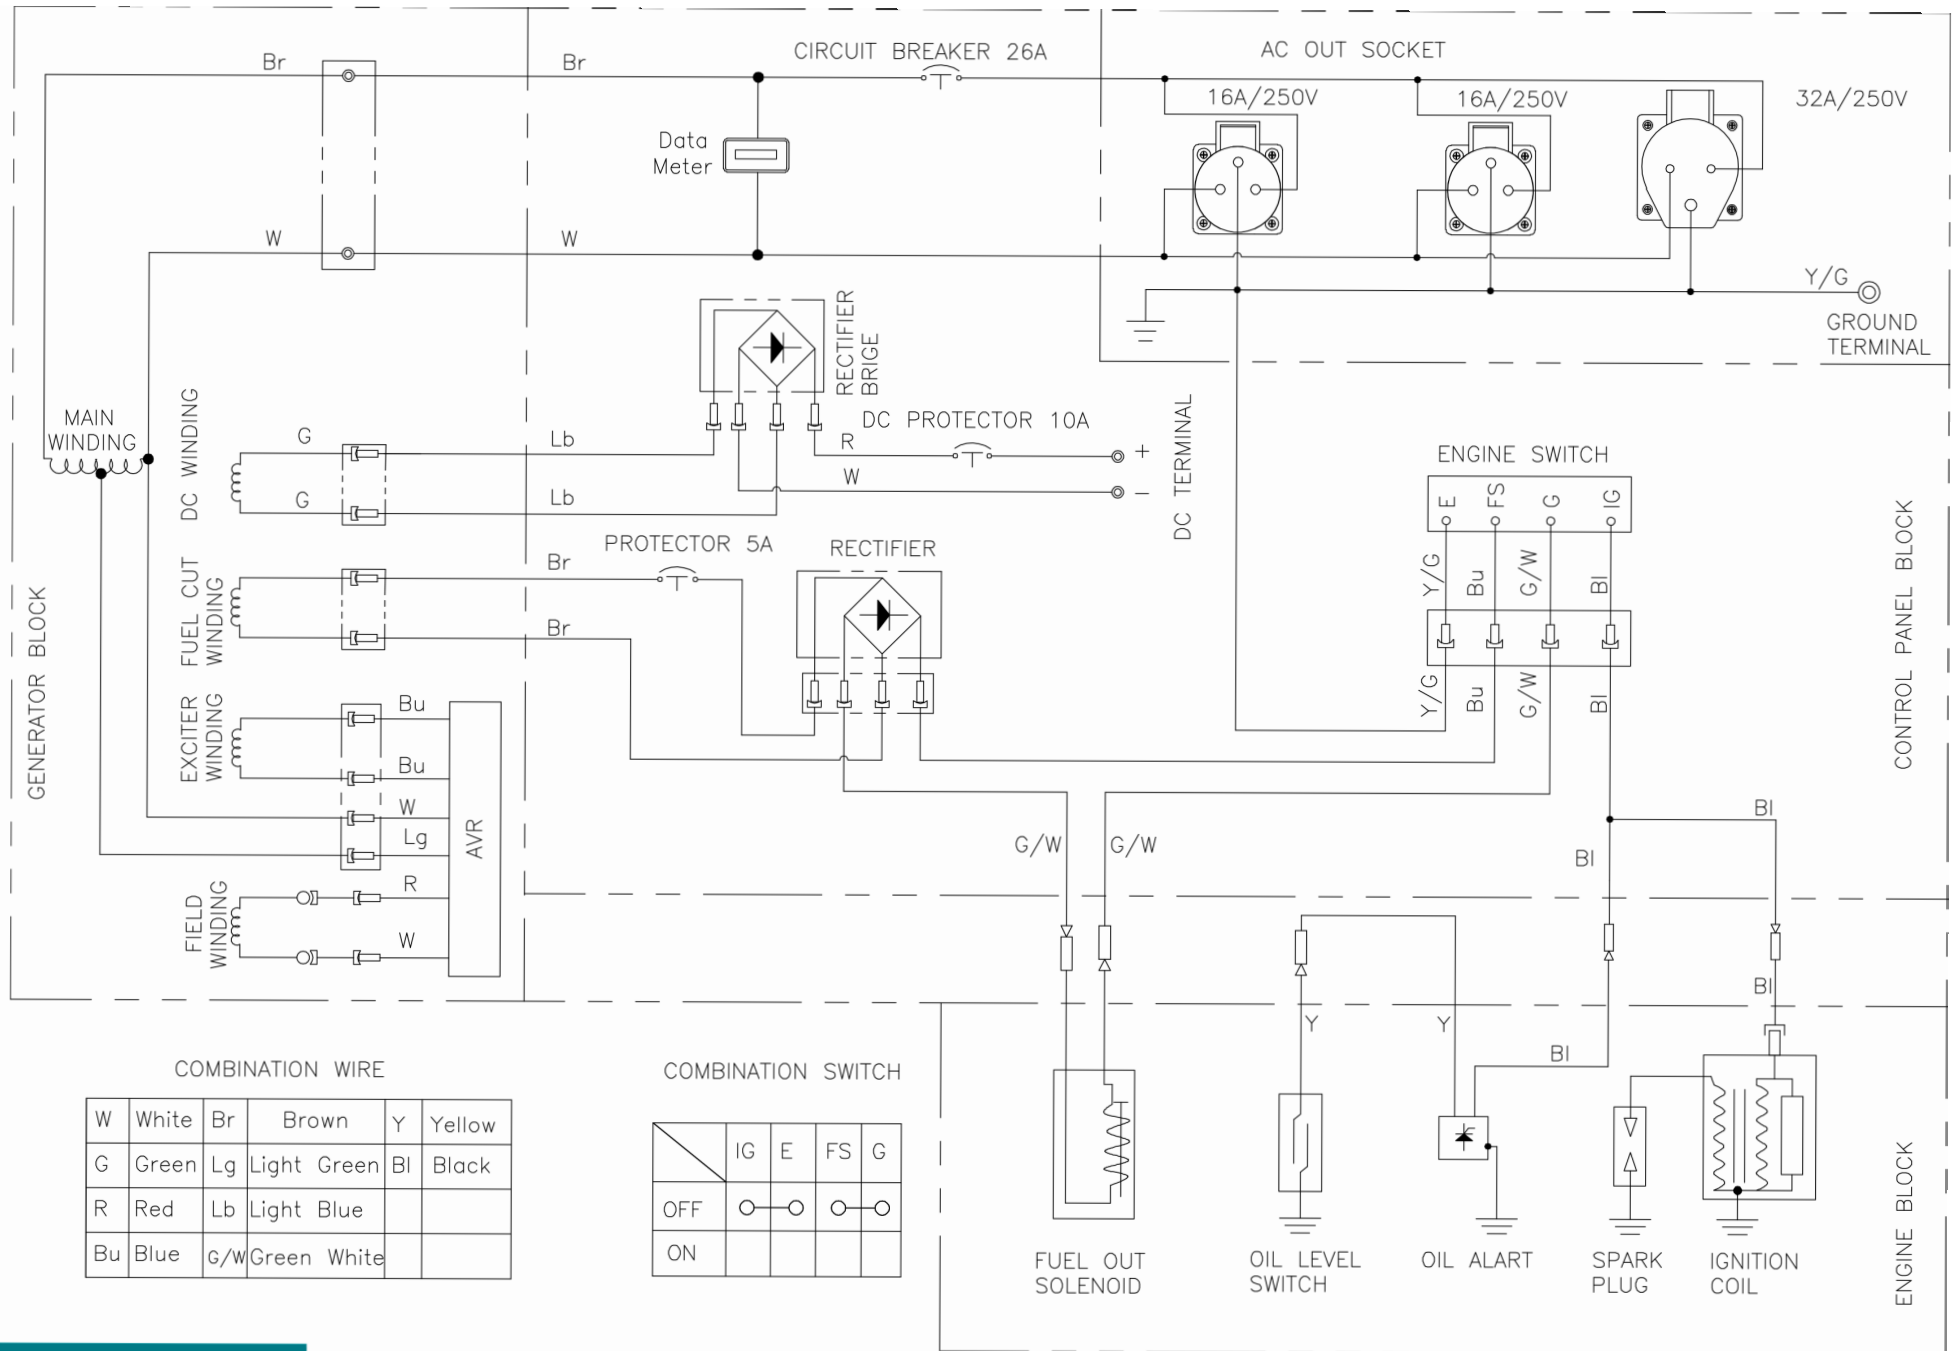 Br
Br
CIRCUIT BREAKER 26A
AC OUT SOCKET
16A/250V
16A/250V
32A/250V
Data
Meter
W
W
Y/G
GROUND
TERMINAL
RECTIFIER
BRIGE
MAIN
WINDING
DC WINDING
G
Lb
G
Lb
R
DC PROTECTOR 10A
W
+
−
DC TERMINAL
ENGINE SWITCH
E
FS
G
IG
Y/G
Bu
G/W
Bl
Y/G
Bu
G/W
Bl
CONTROL PANEL BLOCK
GENERATOR BLOCK
FUEL CUT
WINDING
Br
PROTECTOR 5A
RECTIFIER
Br
EXCITER
WINDING
Bu
Bu
W
Lg
AVR
FIELD
WINDING
R
W
G/W
G/W
Bl
Bl
Bl
Y
Y
Bl
COMBINATION WIRE
W White Br Brown Y Yellow
G Green Lg Light Green Bl Black
R Red Lb Light Blue
Bu Blue G/W Green White
COMBINATION SWITCH
IG E FS G
OFF
ON
FUEL OUT
SOLENOID
OIL LEVEL
SWITCH
OIL ALART
SPARK
PLUG
IGNITION
COIL
ENGINE BLOCK